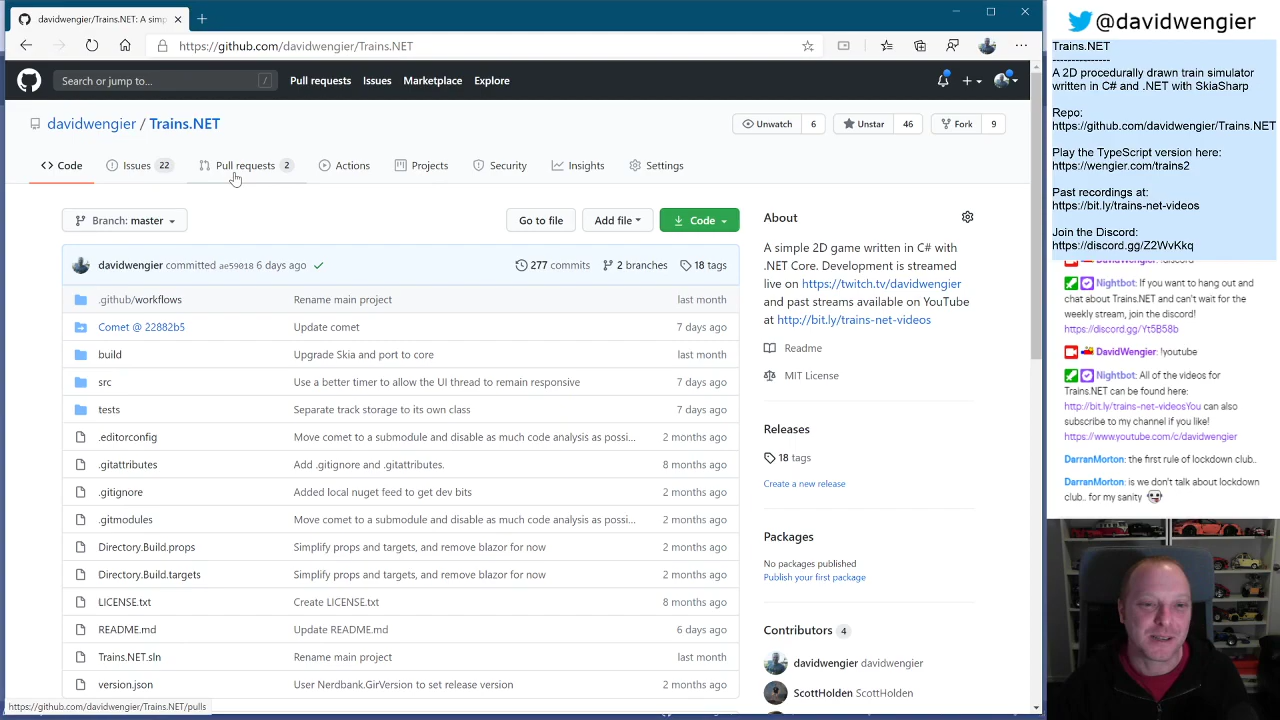 davidwengier/Trains.NET: A simp
https://github.com/davidwengier/Trains.NET
Search or jump to...
/
Pull requests
Issues
Marketplace
Explore
davidwengier / Trains.NET
Unwatch 6
Unstar 46
Fork 9
Code
Issues 22
Pull requests 2
Actions
Projects
Security
Insights
Settings
Branch: master
Go to file
Add file
Code
davidwengier committed ae59018 6 days ago
277 commits
2 branches
18 tags
.github/workflows Rename main project last month
Comet @ 22882b5 Update comet 7 days ago
build Upgrade Skia and port to core last month
src Use a better timer to allow the UI thread to remain responsive 7 days ago
tests Separate track storage to its own class 7 days ago
.editorconfig Move comet to a submodule and disable as much code analysis as possi... 2 months ago
.gitattributes Add .gitignore and .gitattributes. 8 months ago
.gitignore Added local nuget feed to get dev bits 2 months ago
.gitmodules Move comet to a submodule and disable as much code analysis as possi... 2 months ago
Directory.Build.props Simplify props and targets, and remove blazor for now 2 months ago
Directory.Build.targets Simplify props and targets, and remove blazor for now 2 months ago
LICENSE.txt Create LICENSE.txt 8 months ago
README.md Update README.md 6 days ago
Trains.NET.sln Rename main project last month
version.json User Nerdbank.GirVersion to set release version 2 months ago
About
A simple 2D game written in C# with
.NET Core. Development is streamed
live on https://twitch.tv/davidwengier
and past streams available on YouTube
at http://bit.ly/trains-net-videos
Readme
MIT License
Releases
18 tags
Create a new release
Packages
No packages published
Publish your first package
Contributors 4
davidwengier davidwengier
ScottHolden ScottHolden
https://github.com/davidwengier/Trains.NET/pulls
@davidwengier
Trains.NET
---------------
A 2D procedurally drawn train simulator
written in C# and .NET with SkiaSharp
Repo:
https://github.com/davidwengier/Trains.NET
Play the TypeScript version here:
https://wengier.com/trains2
Past recordings at:
https://bit.ly/trains-net-videos
Join the Discord:
https://discord.gg/Z2WvKkq
DavidWengier: !discord
Nightbot: If you want to hang out and
chat about Trains.NET and can't wait for the
weekly stream, join the discord!
https://discord.gg/Yt5B58b
DavidWengier: !youtube
Nightbot: All of the videos for
Trains.NET can be found here:
http://bit.ly/trains-net-videosYou can also
subscribe to my channel if you like!
https://www.youtube.com/c/davidwengier
DarranMorton: the first rule of lockdown club..
DarranMorton: is we don't talk about lockdown
club.. for my sanity